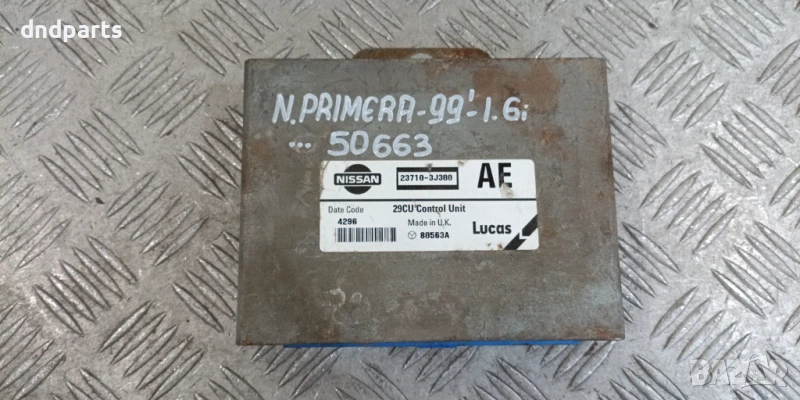 dndparts
N.PRIMERA-99'-1.6i
... 50663
NISSAN
23710-3J300
AE
Date Code
29CU Control Unit
4296
Made in U.K.
80563A
Lucas
BAZAR